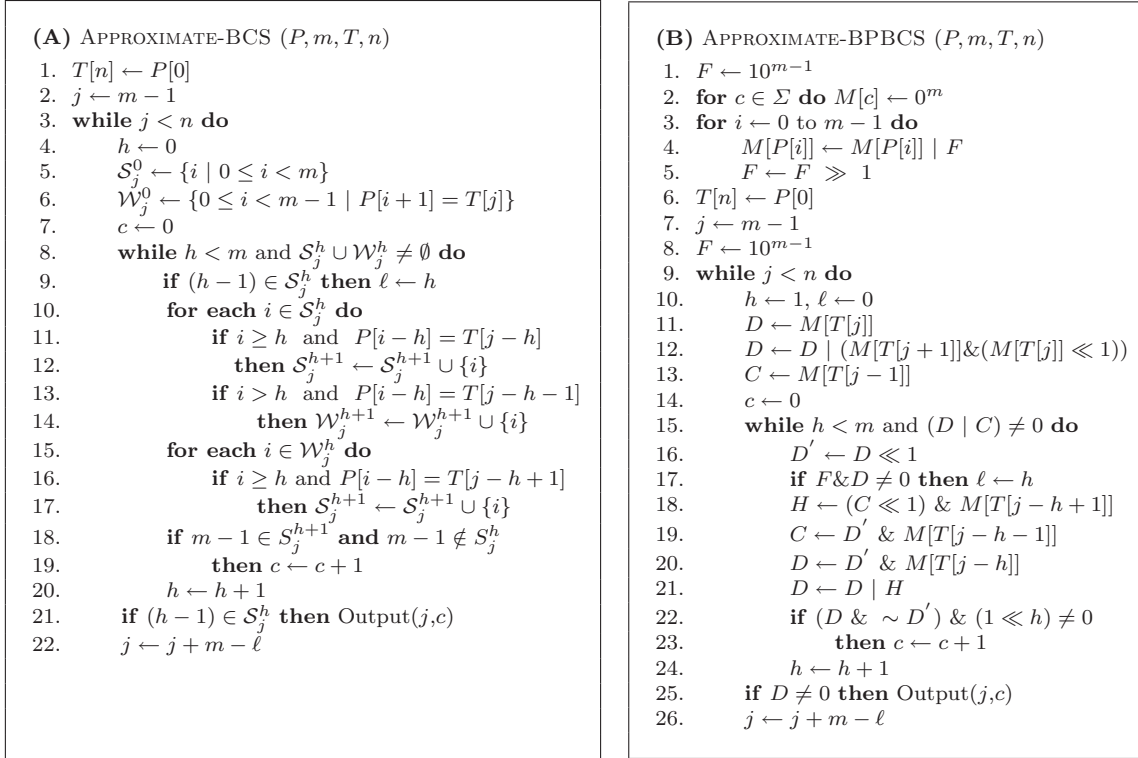 (A) APPROXIMATE-BCS (P, m, T, n)
1. T[n] ← P[0]
2. j ← m − 1
3. while j < n do
4. h ← 0
5. 𝒮_j^0 ← {i | 0 ≤ i < m}
6. 𝒲_j^0 ← {0 ≤ i < m − 1 | P[i + 1] = T[j]}
7. c ← 0
8. while h < m and 𝒮_j^h ∪ 𝒲_j^h ≠ ∅ do
9. if (h − 1) ∈ 𝒮_j^h then ℓ ← h
10. for each i ∈ 𝒮_j^h do
11. if i ≥ h and P[i − h] = T[j − h]
12. then 𝒮_j^{h+1} ← 𝒮_j^{h+1} ∪ {i}
13. if i > h and P[i − h] = T[j − h − 1]
14. then 𝒲_j^{h+1} ← 𝒲_j^{h+1} ∪ {i}
15. for each i ∈ 𝒲_j^h do
16. if i ≥ h and P[i − h] = T[j − h + 1]
17. then 𝒮_j^{h+1} ← 𝒮_j^{h+1} ∪ {i}
18. if m − 1 ∈ S_j^{h+1} and m − 1 ∉ S_j^h
19. then c ← c + 1
20. h ← h + 1
21. if (h − 1) ∈ 𝒮_j^h then Output(j,c)
22. j ← j + m − ℓ
(B) APPROXIMATE-BPBCS (P, m, T, n)
1. F ← 10^{m−1}
2. for c ∈ Σ do M[c] ← 0^m
3. for i ← 0 to m − 1 do
4. M[P[i]] ← M[P[i]] | F
5. F ← F ≫ 1
6. T[n] ← P[0]
7. j ← m − 1
8. F ← 10^{m−1}
9. while j < n do
10. h ← 1, ℓ ← 0
11. D ← M[T[j]]
12. D ← D | (M[T[j + 1]]&(M[T[j]] ≪ 1))
13. C ← M[T[j − 1]]
14. c ← 0
15. while h < m and (D | C) ≠ 0 do
16. D′ ← D ≪ 1
17. if F&D ≠ 0 then ℓ ← h
18. H ← (C ≪ 1) & M[T[j − h + 1]]
19. C ← D′ & M[T[j − h − 1]]
20. D ← D′ & M[T[j − h]]
21. D ← D | H
22. if (D & ∼ D′) & (1 ≪ h) ≠ 0
23. then c ← c + 1
24. h ← h + 1
25. if D ≠ 0 then Output(j,c)
26. j ← j + m − ℓ